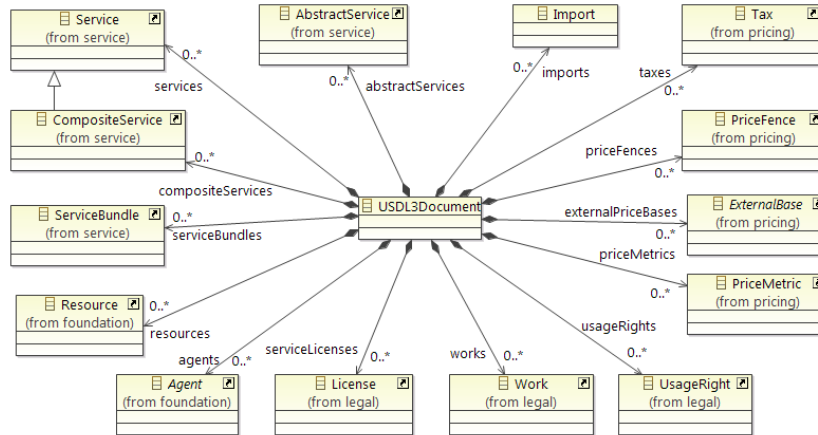 Service
(from service)
AbstractService
(from service)
Import
Tax
(from pricing)
0..*
services
0..*
abstractServices
0..*
imports
taxes
0..*
CompositeService
(from service)
0..*
compositeServices
PriceFence
(from pricing)
priceFences
0..*
USDL3Document
ServiceBundle
(from service)
0..*
serviceBundles
ExternalBase
(from pricing)
externalPriceBases
0..*
priceMetrics
0..*
PriceMetric
(from pricing)
Resource
(from foundation)
0..*
resources
usageRights
0..*
agents
0..*
serviceLicenses
0..*
works
0..*
Agent
(from foundation)
License
(from legal)
Work
(from legal)
UsageRight
(from legal)